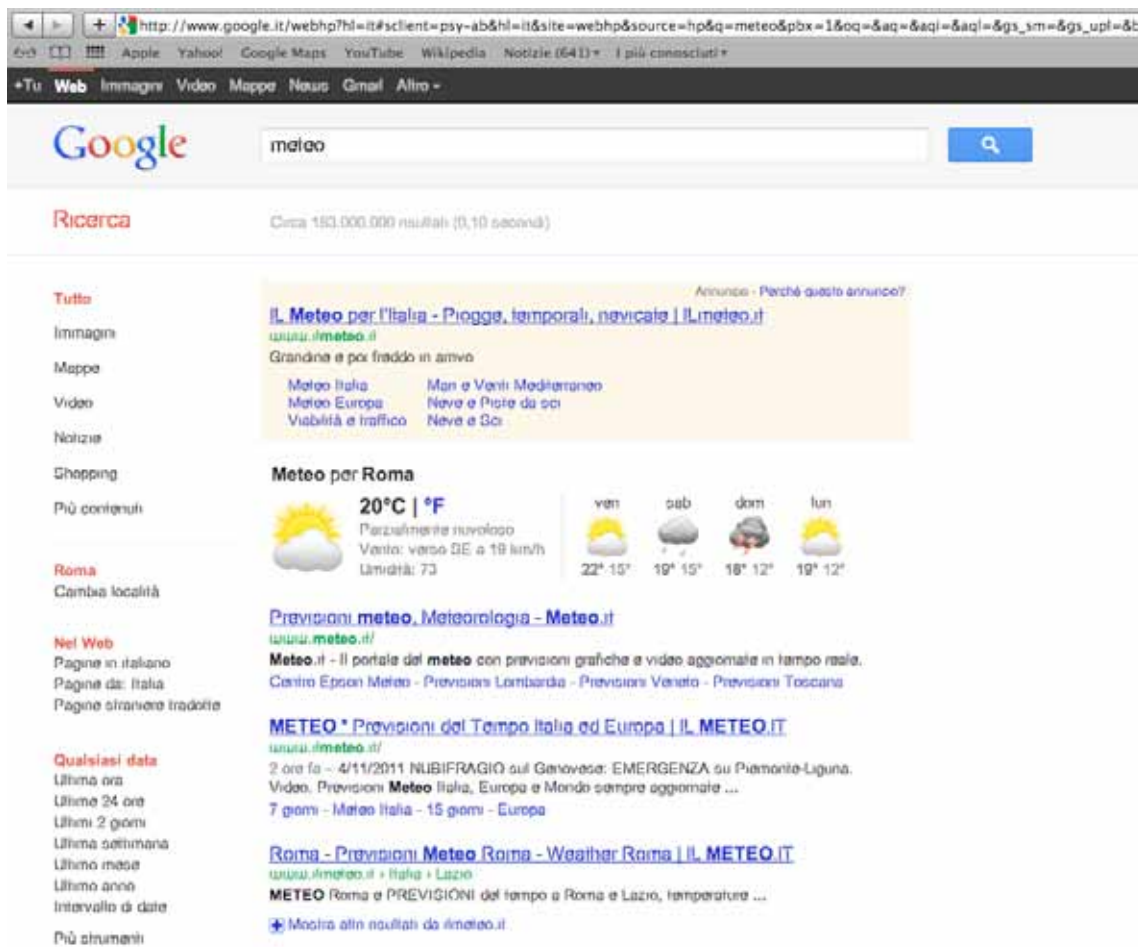 http://www.google.it/webhp?hl=it#sclient=psy-ab&hl=it&site=webhp&source=hp&q=meteo&pbx=1&oq=&aq=&aqi=&aql=&gs_sm=&gs_upl=&b
Apple Yahoo! Google Maps YouTube Wikipedia Notizie (641) I più conosciuti
+Tu Web Immagini Video Mappe News Gmail Altro
Google
meteo
Ricerca
Circa 183.000.000 risultati (0,10 secondi)
Tutto
Immagini
Mappe
Video
Notizie
Shopping
Più contenuti
Roma
Cambia località
Nel Web
Pagine in italiano
Pagine da: Italia
Pagine straniere tradotte
Qualsiasi data
Ultima ora
Ultime 24 ore
Ultimi 2 giorni
Ultima settimana
Ultimo mese
Ultimo anno
Intervallo di date
Più strumenti
Annuncio - Perché questo annuncio?
IL Meteo per l'Italia - Piogge, temporali, nevicate | ILmeteo.it
www.ilmeteo.it
Grandine e poi freddo in arrivo
Meteo Italia Mari e Venti Mediterraneo
Meteo Europa Neve e Piste da sci
Viabilità e traffico Neve e Sci
Meteo per Roma
20°C | °F
Parzialmente nuvoloso
Vento: verso SE a 19 km/h
Umidità: 73
ven sab dom lun
22° 15° 19° 15° 18° 12° 19° 12°
Previsioni meteo, Meteorologia - Meteo.it
www.meteo.it/
Meteo.it - Il portale del meteo con previsioni grafiche e video aggiornate in tempo reale.
Centro Epson Meteo - Previsioni Lombardia - Previsioni Veneto - Previsioni Toscana
METEO * Previsioni del Tempo Italia ed Europa | IL METEO.IT
www.ilmeteo.it/
2 ore fa – 4/11/2011 NUBIFRAGIO sul Genovese: EMERGENZA su Piemonte-Liguria.
Video. Previsioni Meteo Italia, Europa e Mondo sempre aggiornate ...
7 giorni - Meteo Italia - 15 giorni - Europa
Roma - Previsioni Meteo Roma - Weather Roma | IL METEO.IT
www.ilmeteo.it › Italia › Lazio
METEO Roma e PREVISIONI del tempo a Roma e Lazio, temperature ...
Mostra altri risultati da ilmeteo.it